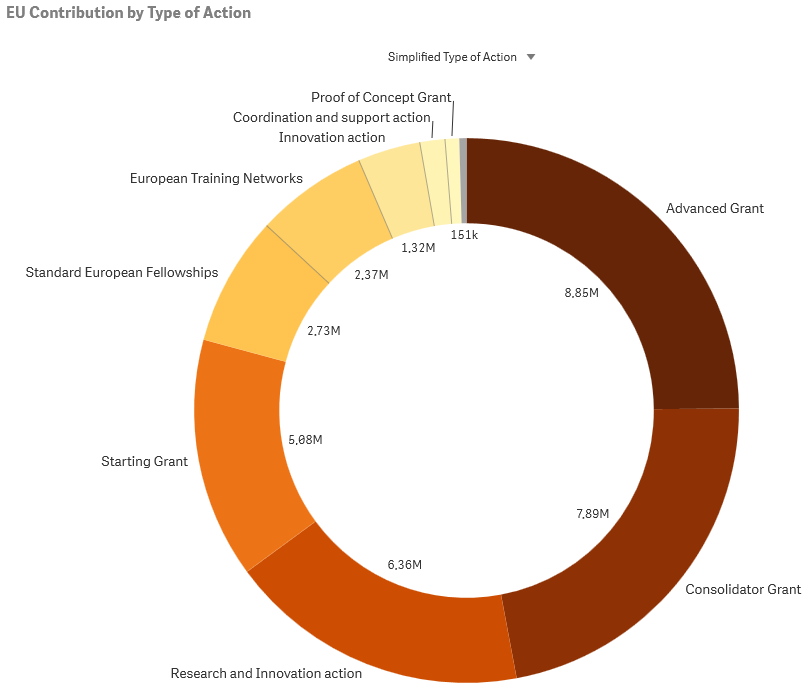 EU Contribution by Type of Action
Simplified Type of Action
Proof of Concept Grant
Coordination and support action
Innovation action
European Training Networks
Advanced Grant
Standard European Fellowships
1.32M
151k
2.37M
8.85M
2.73M
5.08M
Starting Grant
7.89M
6.36M
Consolidator Grant
Research and Innovation action